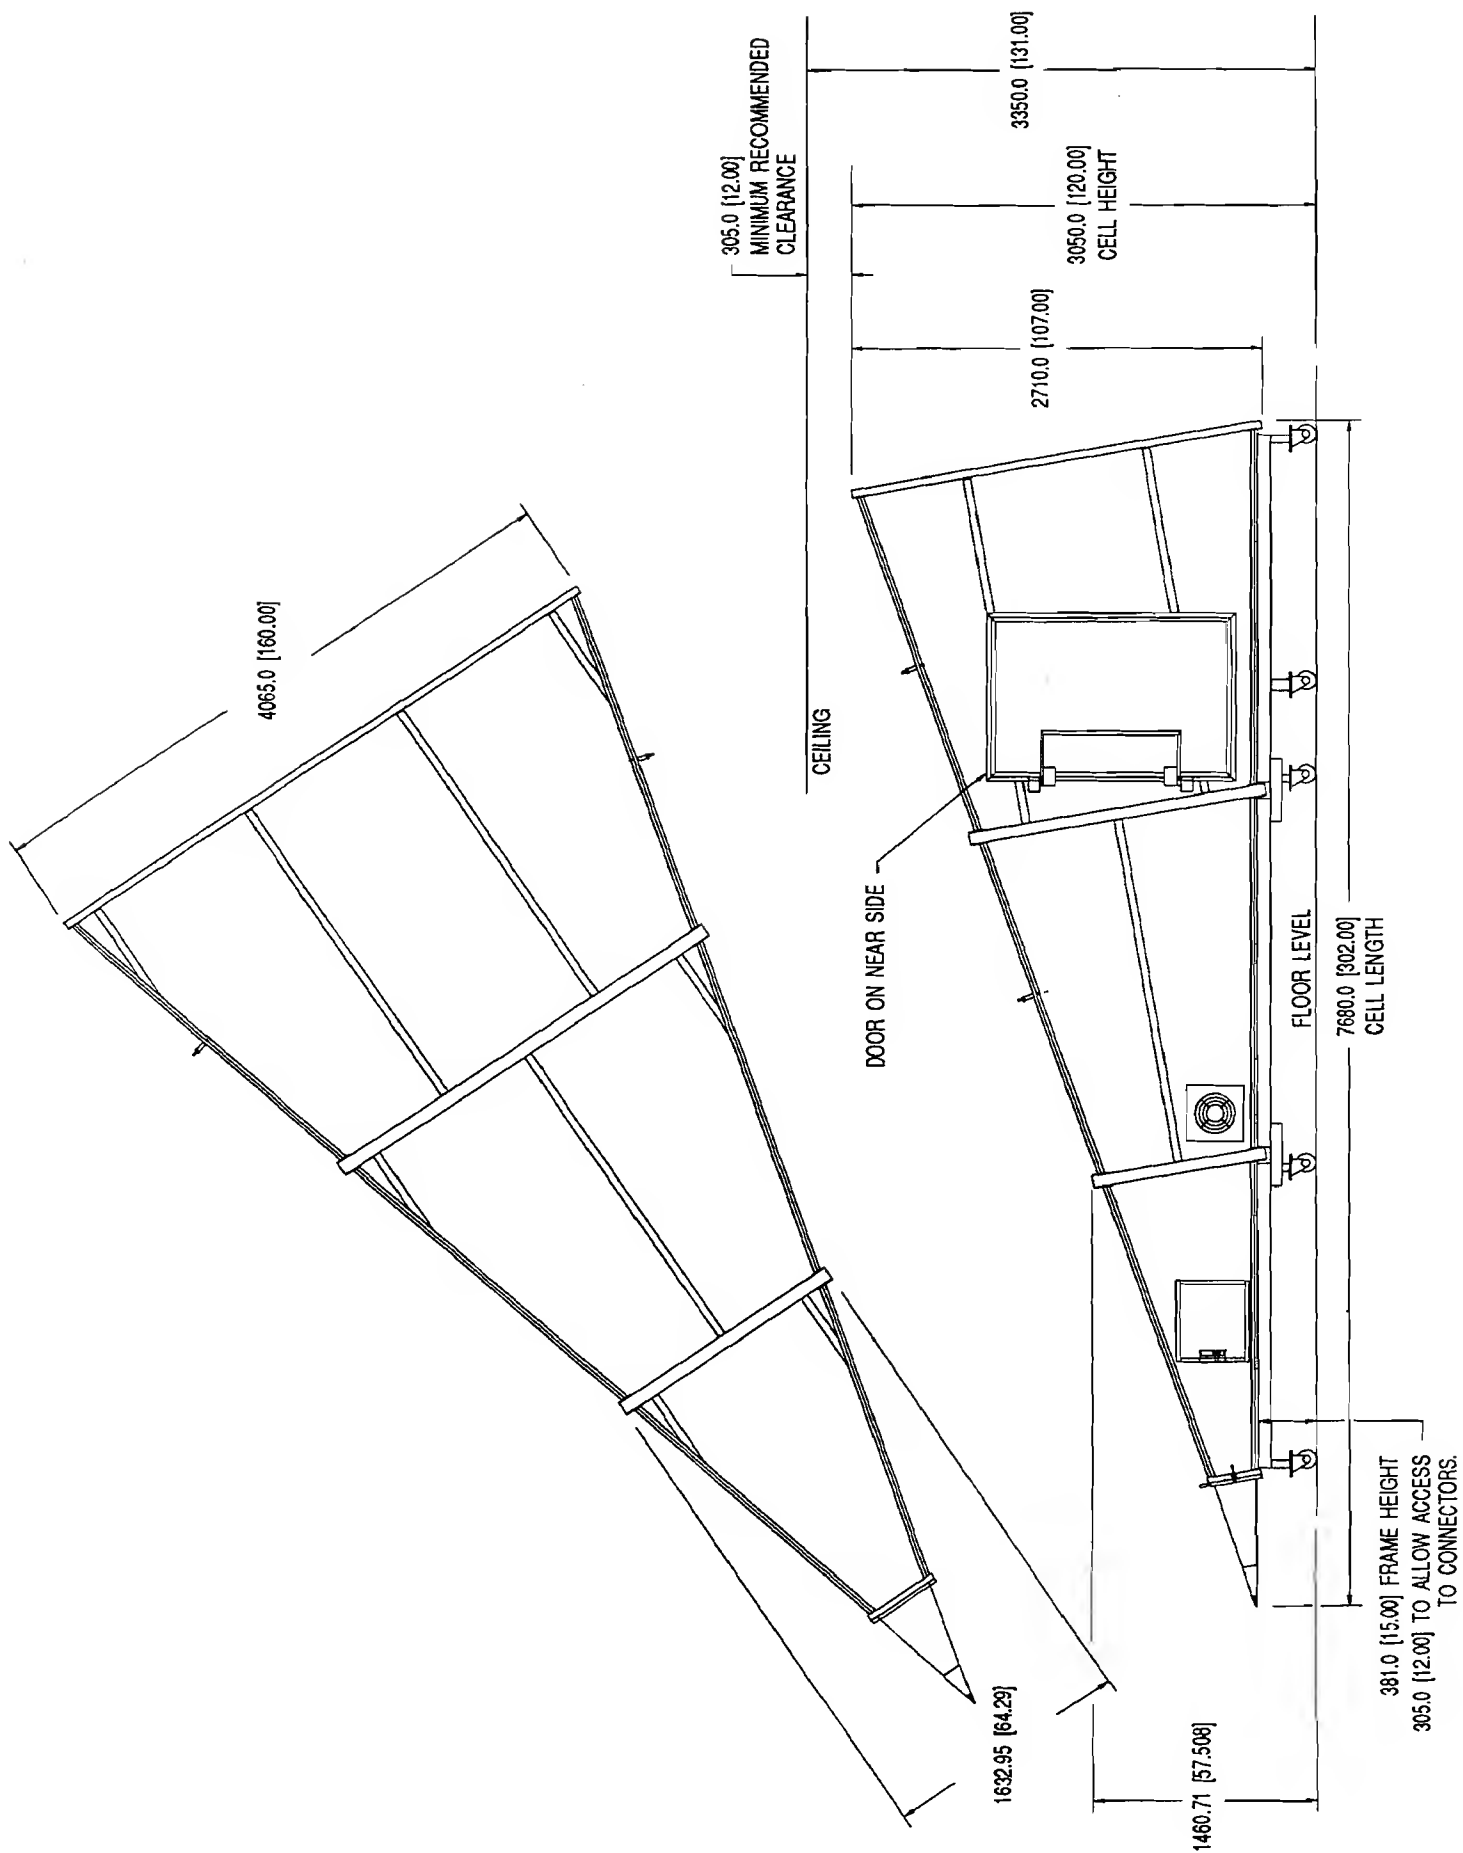 4065.0 [160.00]
305.0 [12.00]
MINIMUM RECOMMENDED
CLEARANCE
3350.0 [131.00]
3050.0 [120.00]
CELL HEIGHT
2710.0 [107.00]
CEILING
DOOR ON NEAR SIDE
FLOOR LEVEL
7680.0 [302.00]
CELL LENGTH
1632.95 [64.29]
1460.71 [57.508]
381.0 [15.00] FRAME HEIGHT
305.0 [12.00] TO ALLOW ACCESS
TO CONNECTORS.